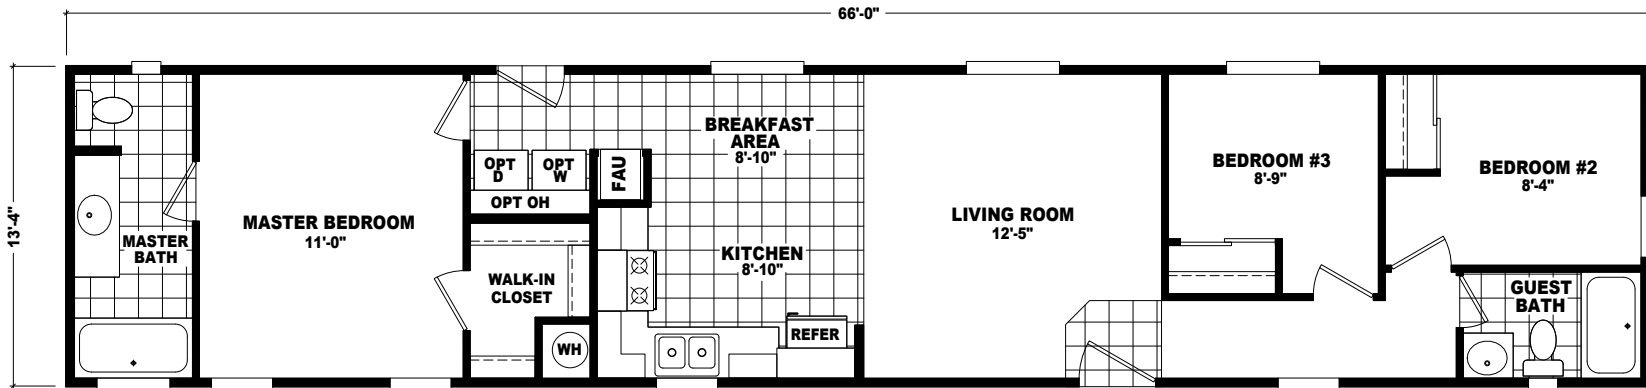 66'-0"
13'-4"
MASTER
BATH
MASTER BEDROOM
11'-0"
OPT
D
OPT
W
OPT OH
FAU
WALK-IN
CLOSET
WH
BREAKFAST
AREA
8'-10"
KITCHEN
8'-10"
REFER
LIVING ROOM
12'-5"
BEDROOM #3
8'-9"
BEDROOM #2
8'-4"
GUEST
BATH